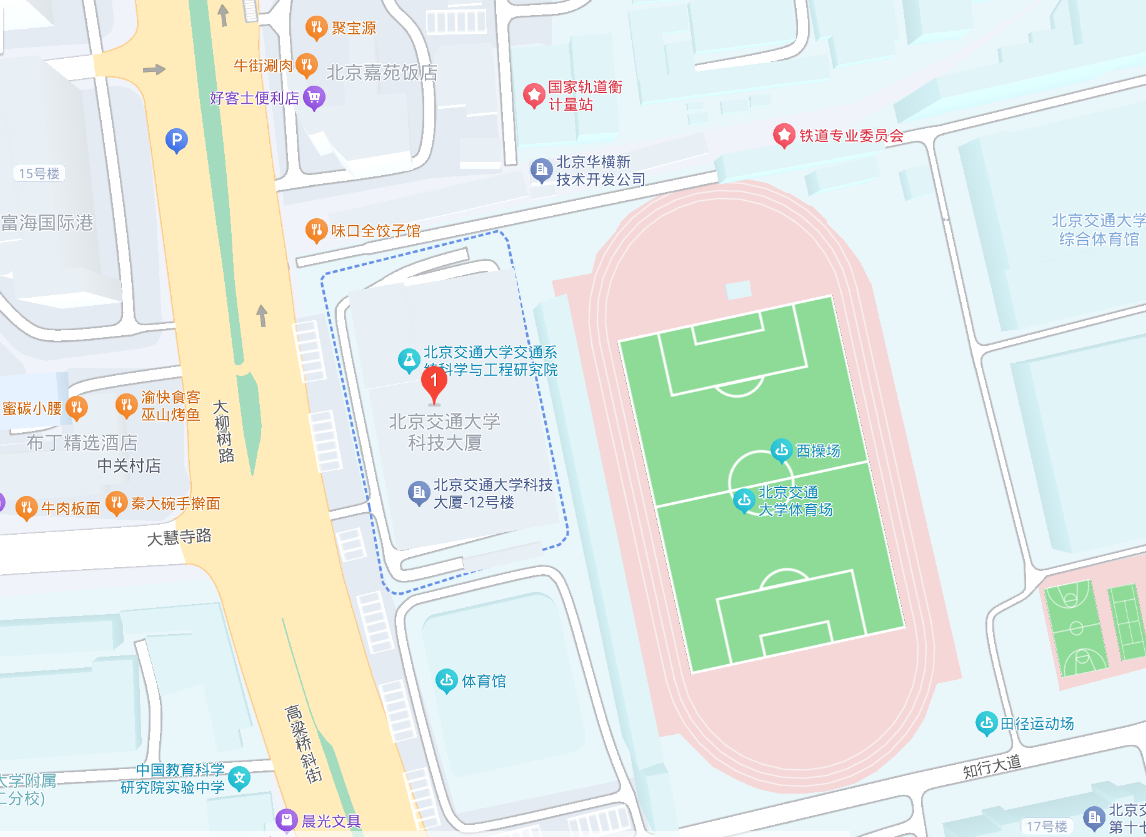 聚宝源
牛街涮肉
北京嘉苑饭店
好客士便利店
国家轨道衡
计量站
P
铁道专业委员会
北京华横新
技术开发公司
15号楼
富海国际港
味口全饺子馆
北京交通大学
综合体育馆
北京交通大学交通系
统科学与工程研究院
1
北京交通大学
科技大厦
渝快食客
巫山烤鱼
蜜碳小腰
大柳树路
布丁精选酒店
中关村店
西操场
北京交通大学科技
大厦-12号楼
北京交通
大学体育场
牛肉板面
秦大碗手擀面
大慧寺路
体育馆
高梁桥斜街
田径运动场
知行大道
中国教育科学
研究院实验中学
文
大学附属
二分校)
晨光文具
17号楼
北京交
第十七